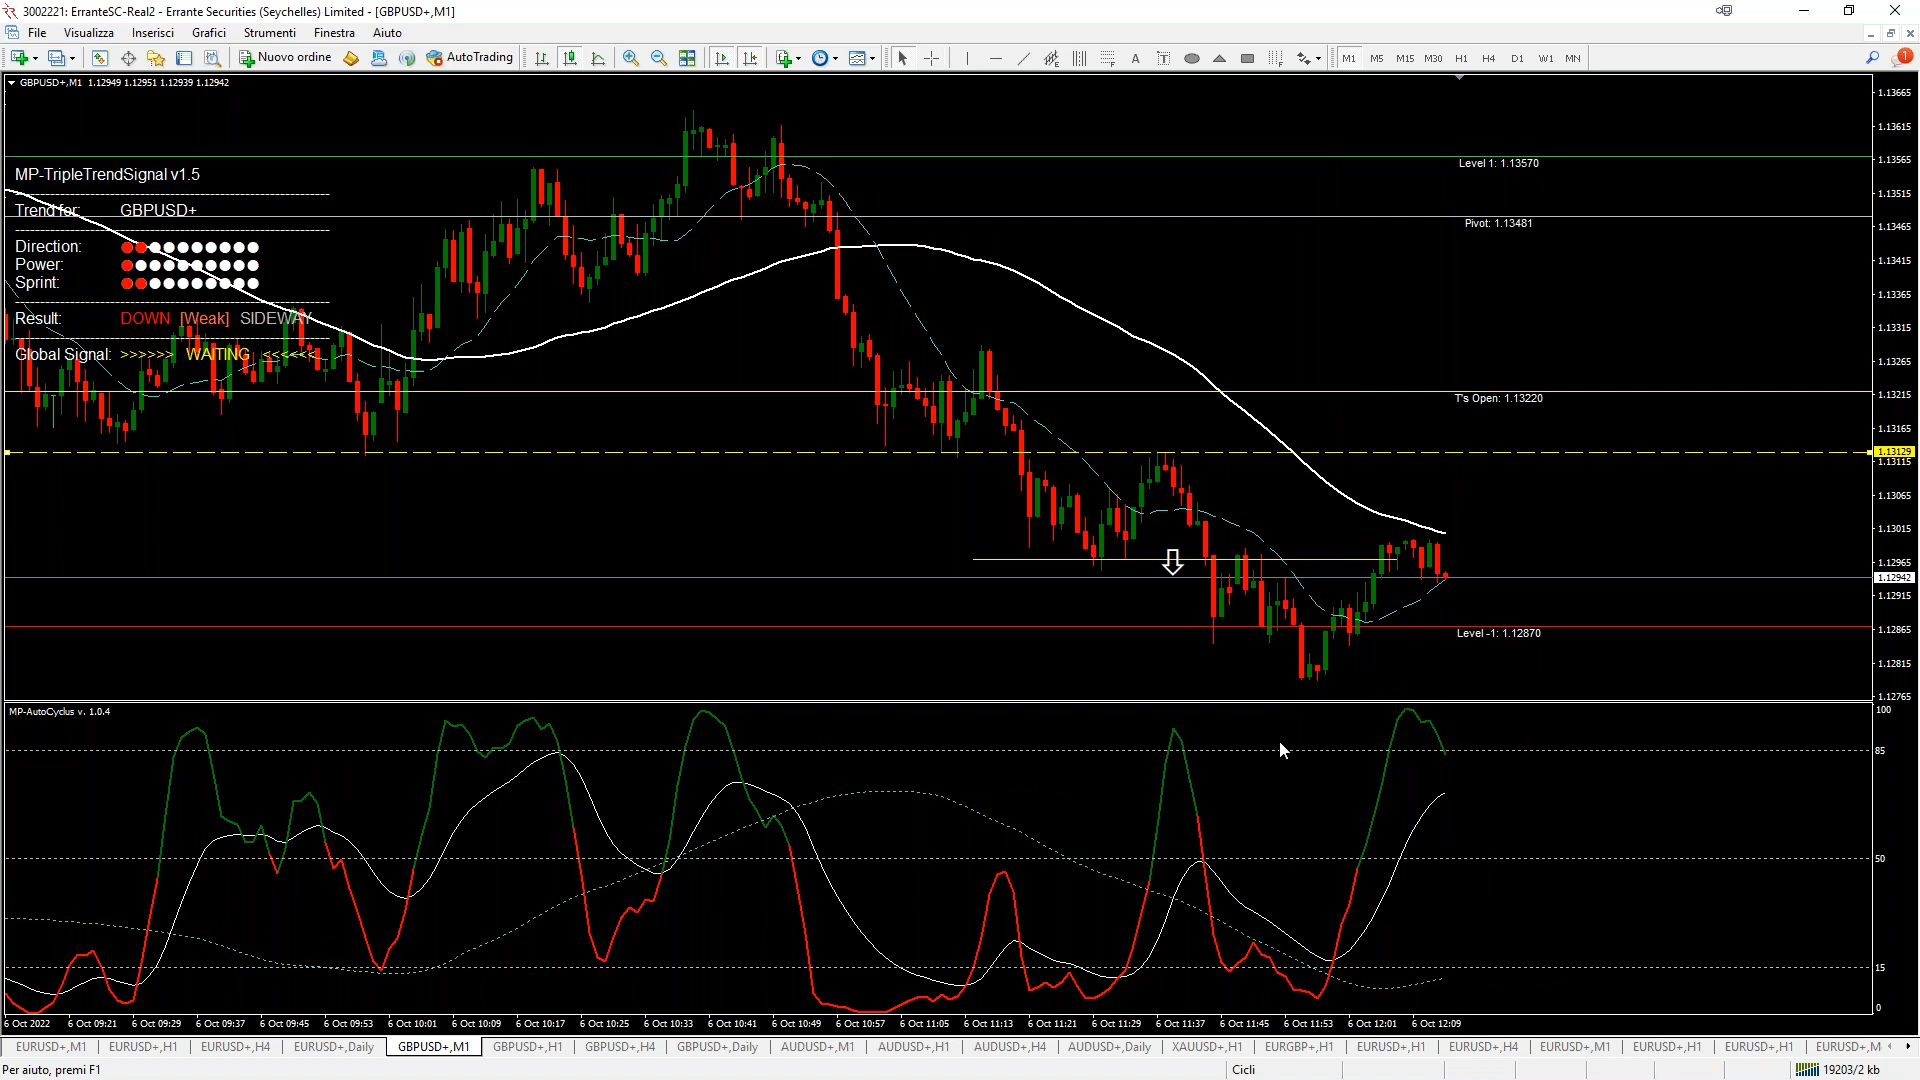 3002221: ErranteSC-Real2 - Errante Securities (Seychelles) Limited - [GBPUSD+,M1]
File Visualizza Inserisci Grafici Strumenti Finestra Aiuto
Nuovo ordine AutoTrading A T M1 M5 M15 M30 H1 H4 D1 W1 MN 1
GBPUSD+,M1 1.12949 1.12951 1.12939 1.12942
1.13665
1.13615
1.13565
Level 1: 1.13570
MP-TripleTrendSignal v1.5
1.13515
Trend for: GBPUSD+
Pivot: 1.13481
1.13465
Direction:
1.13415
Power:
Sprint:
1.13365
Result: DOWN [Weak] SIDEWAY
1.13315
Global Signal: >>>>>> WAITING <<<<<<
1.13265
1.13215
T's Open: 1.13220
1.13165
1.13129
1.13115
1.13065
1.13015
1.12965
1.12942
1.12915
1.12865
Level -1: 1.12870
1.12815
1.12765
MP-AutoCyclus v. 1.0.4
100
85
50
15
0
6 Oct 2022 6 Oct 09:21 6 Oct 09:29 6 Oct 09:37 6 Oct 09:45 6 Oct 09:53 6 Oct 10:01 6 Oct 10:09 6 Oct 10:17 6 Oct 10:25 6 Oct 10:33 6 Oct 10:41 6 Oct 10:49 6 Oct 10:57 6 Oct 11:05 6 Oct 11:13 6 Oct 11:21 6 Oct 11:29 6 Oct 11:37 6 Oct 11:45 6 Oct 11:53 6 Oct 12:01 6 Oct 12:09
EURUSD+,M1 EURUSD+,H1 EURUSD+,H4 EURUSD+,Daily GBPUSD+,M1 GBPUSD+,H1 GBPUSD+,H4 GBPUSD+,Daily AUDUSD+,M1 AUDUSD+,H1 AUDUSD+,H4 AUDUSD+,Daily XAUUSD+,H1 EURGBP+,H1 EURUSD+,H1 EURUSD+,H4 EURUSD+,M1 EURUSD+,H1 EURUSD+,H1 EURUSD+,M
Per aiuto, premi F1 Cicli 19203/2 kb